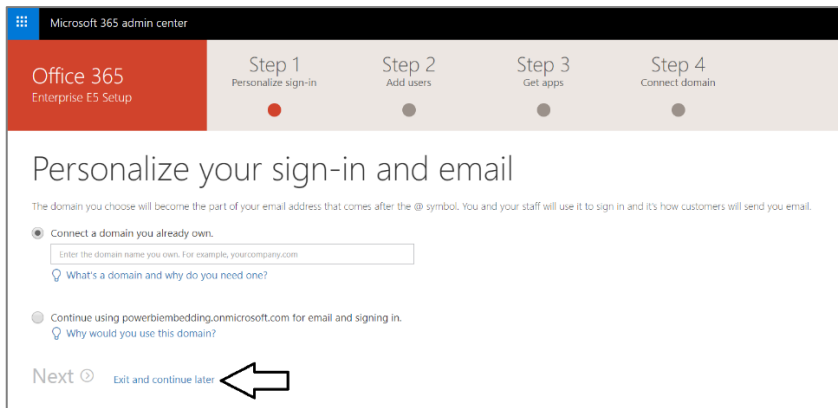 Microsoft 365 admin center
Office 365
Enterprise E5 Setup
Step 1
Personalize sign-in
Step 2
Add users
Step 3
Get apps
Step 4
Connect domain
Personalize your sign-in and email
The domain you choose will become the part of your email address that comes after the @ symbol. You and your staff will use it to sign in and it's how customers will send you email.
Connect a domain you already own.
Enter the domain name you own. For example, yourcompany.com
What's a domain and why do you need one?
Continue using powerbiembedding.onmicrosoft.com for email and signing in.
Why would you use this domain?
Next
Exit and continue later